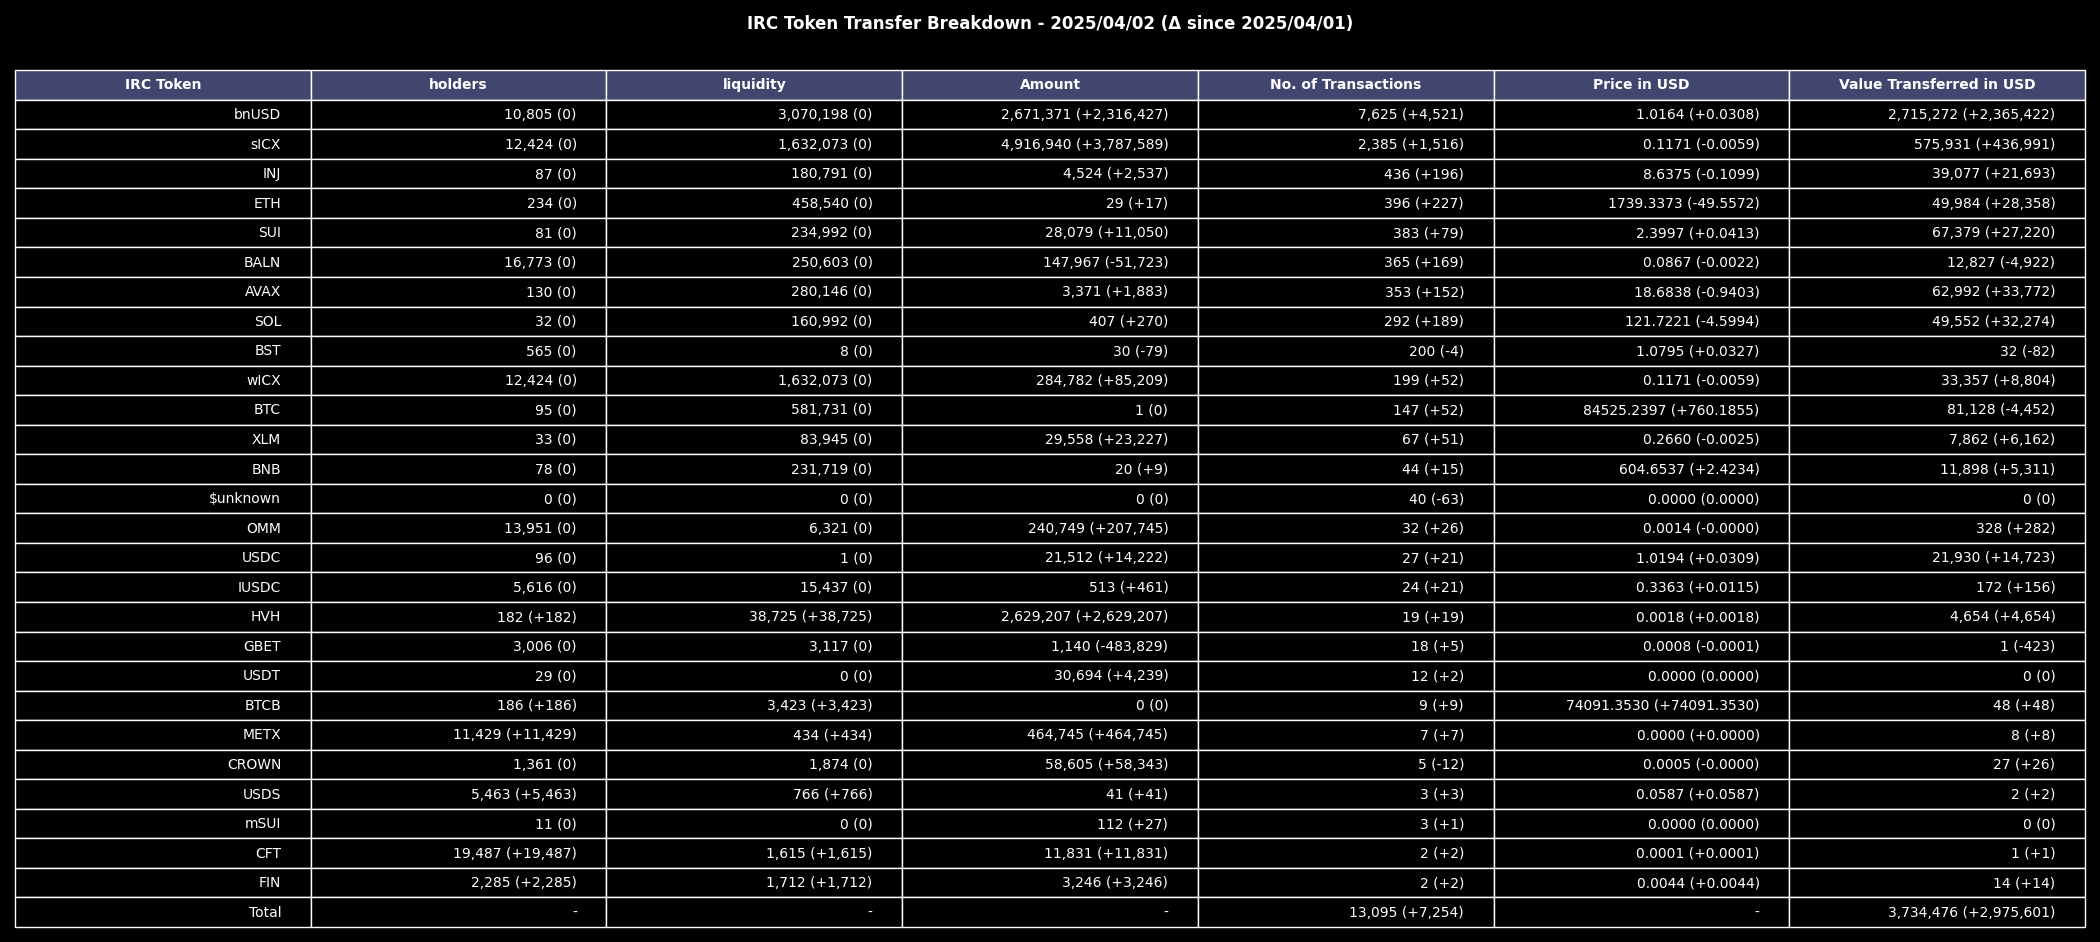 IRC Token Transfer Breakdown - 2025/04/02 (Δ since 2025/04/01)
IRC Token holders liquidity Amount No. of Transactions Price in USD Value Transferred in USD
bnUSD 10,805 (0) 3,070,198 (0) 2,671,371 (+2,316,427) 7,625 (+4,521) 1.0164 (+0.0308) 2,715,272 (+2,365,422)
sICX 12,424 (0) 1,632,073 (0) 4,916,940 (+3,787,589) 2,385 (+1,516) 0.1171 (-0.0059) 575,931 (+436,991)
INJ 87 (0) 180,791 (0) 4,524 (+2,537) 436 (+196) 8.6375 (-0.1099) 39,077 (+21,693)
ETH 234 (0) 458,540 (0) 29 (+17) 396 (+227) 1739.3373 (-49.5572) 49,984 (+28,358)
SUI 81 (0) 234,992 (0) 28,079 (+11,050) 383 (+79) 2.3997 (+0.0413) 67,379 (+27,220)
BALN 16,773 (0) 250,603 (0) 147,967 (-51,723) 365 (+169) 0.0867 (-0.0022) 12,827 (-4,922)
AVAX 130 (0) 280,146 (0) 3,371 (+1,883) 353 (+152) 18.6838 (-0.9403) 62,992 (+33,772)
SOL 32 (0) 160,992 (0) 407 (+270) 292 (+189) 121.7221 (-4.5994) 49,552 (+32,274)
BST 565 (0) 8 (0) 30 (-79) 200 (-4) 1.0795 (+0.0327) 32 (-82)
wICX 12,424 (0) 1,632,073 (0) 284,782 (+85,209) 199 (+52) 0.1171 (-0.0059) 33,357 (+8,804)
BTC 95 (0) 581,731 (0) 1 (0) 147 (+52) 84525.2397 (+760.1855) 81,128 (-4,452)
XLM 33 (0) 83,945 (0) 29,558 (+23,227) 67 (+51) 0.2660 (-0.0025) 7,862 (+6,162)
BNB 78 (0) 231,719 (0) 20 (+9) 44 (+15) 604.6537 (+2.4234) 11,898 (+5,311)
$unknown 0 (0) 0 (0) 0 (0) 40 (-63) 0.0000 (0.0000) 0 (0)
OMM 13,951 (0) 6,321 (0) 240,749 (+207,745) 32 (+26) 0.0014 (-0.0000) 328 (+282)
USDC 96 (0) 1 (0) 21,512 (+14,222) 27 (+21) 1.0194 (+0.0309) 21,930 (+14,723)
IUSDC 5,616 (0) 15,437 (0) 513 (+461) 24 (+21) 0.3363 (+0.0115) 172 (+156)
HVH 182 (+182) 38,725 (+38,725) 2,629,207 (+2,629,207) 19 (+19) 0.0018 (+0.0018) 4,654 (+4,654)
GBET 3,006 (0) 3,117 (0) 1,140 (-483,829) 18 (+5) 0.0008 (-0.0001) 1 (-423)
USDT 29 (0) 0 (0) 30,694 (+4,239) 12 (+2) 0.0000 (0.0000) 0 (0)
BTCB 186 (+186) 3,423 (+3,423) 0 (0) 9 (+9) 74091.3530 (+74091.3530) 48 (+48)
METX 11,429 (+11,429) 434 (+434) 464,745 (+464,745) 7 (+7) 0.0000 (+0.0000) 8 (+8)
CROWN 1,361 (0) 1,874 (0) 58,605 (+58,343) 5 (-12) 0.0005 (-0.0000) 27 (+26)
USDS 5,463 (+5,463) 766 (+766) 41 (+41) 3 (+3) 0.0587 (+0.0587) 2 (+2)
mSUI 11 (0) 0 (0) 112 (+27) 3 (+1) 0.0000 (0.0000) 0 (0)
CFT 19,487 (+19,487) 1,615 (+1,615) 11,831 (+11,831) 2 (+2) 0.0001 (+0.0001) 1 (+1)
FIN 2,285 (+2,285) 1,712 (+1,712) 3,246 (+3,246) 2 (+2) 0.0044 (+0.0044) 14 (+14)
Total - - - 13,095 (+7,254) - 3,734,476 (+2,975,601)